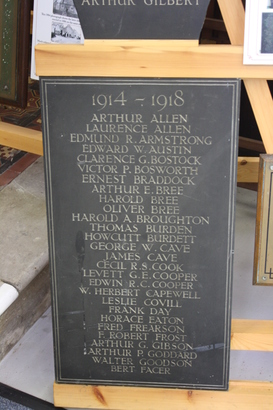 ARTHUR GILBERT
1914 - 1918
ARTHUR ALLEN
LAURENCE ALLEN
EDMUND R. ARMSTRONG
EDWARD W. AUSTIN
CLARENCE G. BOSTOCK
VICTOR P. BOSWORTH
ERNEST BRADDOCK
ARTHUR E. BREE
HAROLD BREE
OLIVER BREE
HAROLD A. BROUGHTON
THOMAS BURDEN
HOWCUTT BURDETT
GEORGE W. CAVE
JAMES CAVE
CECIL R.S. COOK
LEVETT G.E. COOPER
EDWIN R.C. COOPER
W. HERBERT CAPEWELL
LESLIE COVILL
FRANK DAY
HORACE EATON
FRED FREARSON
F. ROBERT FROST
ARTHUR G. GIBSON
ARTHUR P. GODDARD
WALTER GOODSON
BERT FACER